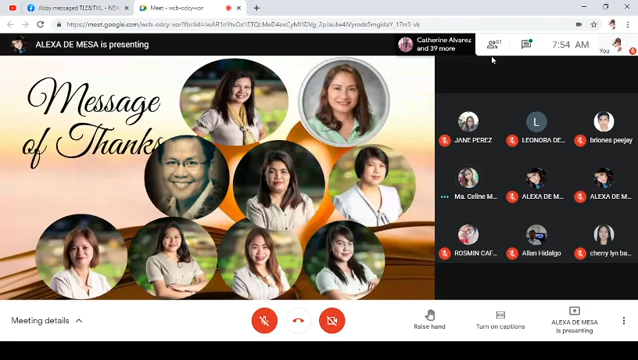 Abby messaged TLE&TVL - NEW
Meet – wcb-odcy-vor
https://meet.google.com/wcb-odcy-vor?fbclid=
ALEXA DE MESA is presenting
Catherine Alvarez
and 39 more
7:54 AM
You
Message
of Thanks
JANE PEREZ
LEONORA DE...
briones peejay
Ma. Celine M...
ALEXA DE ME...
ALEXA DE M...
ROSMIN CAF...
Allan Hidalgo
cherry lyn ba...
Meeting details
Raise hand
Turn on captions
ALEXA DE MESA
is presenting